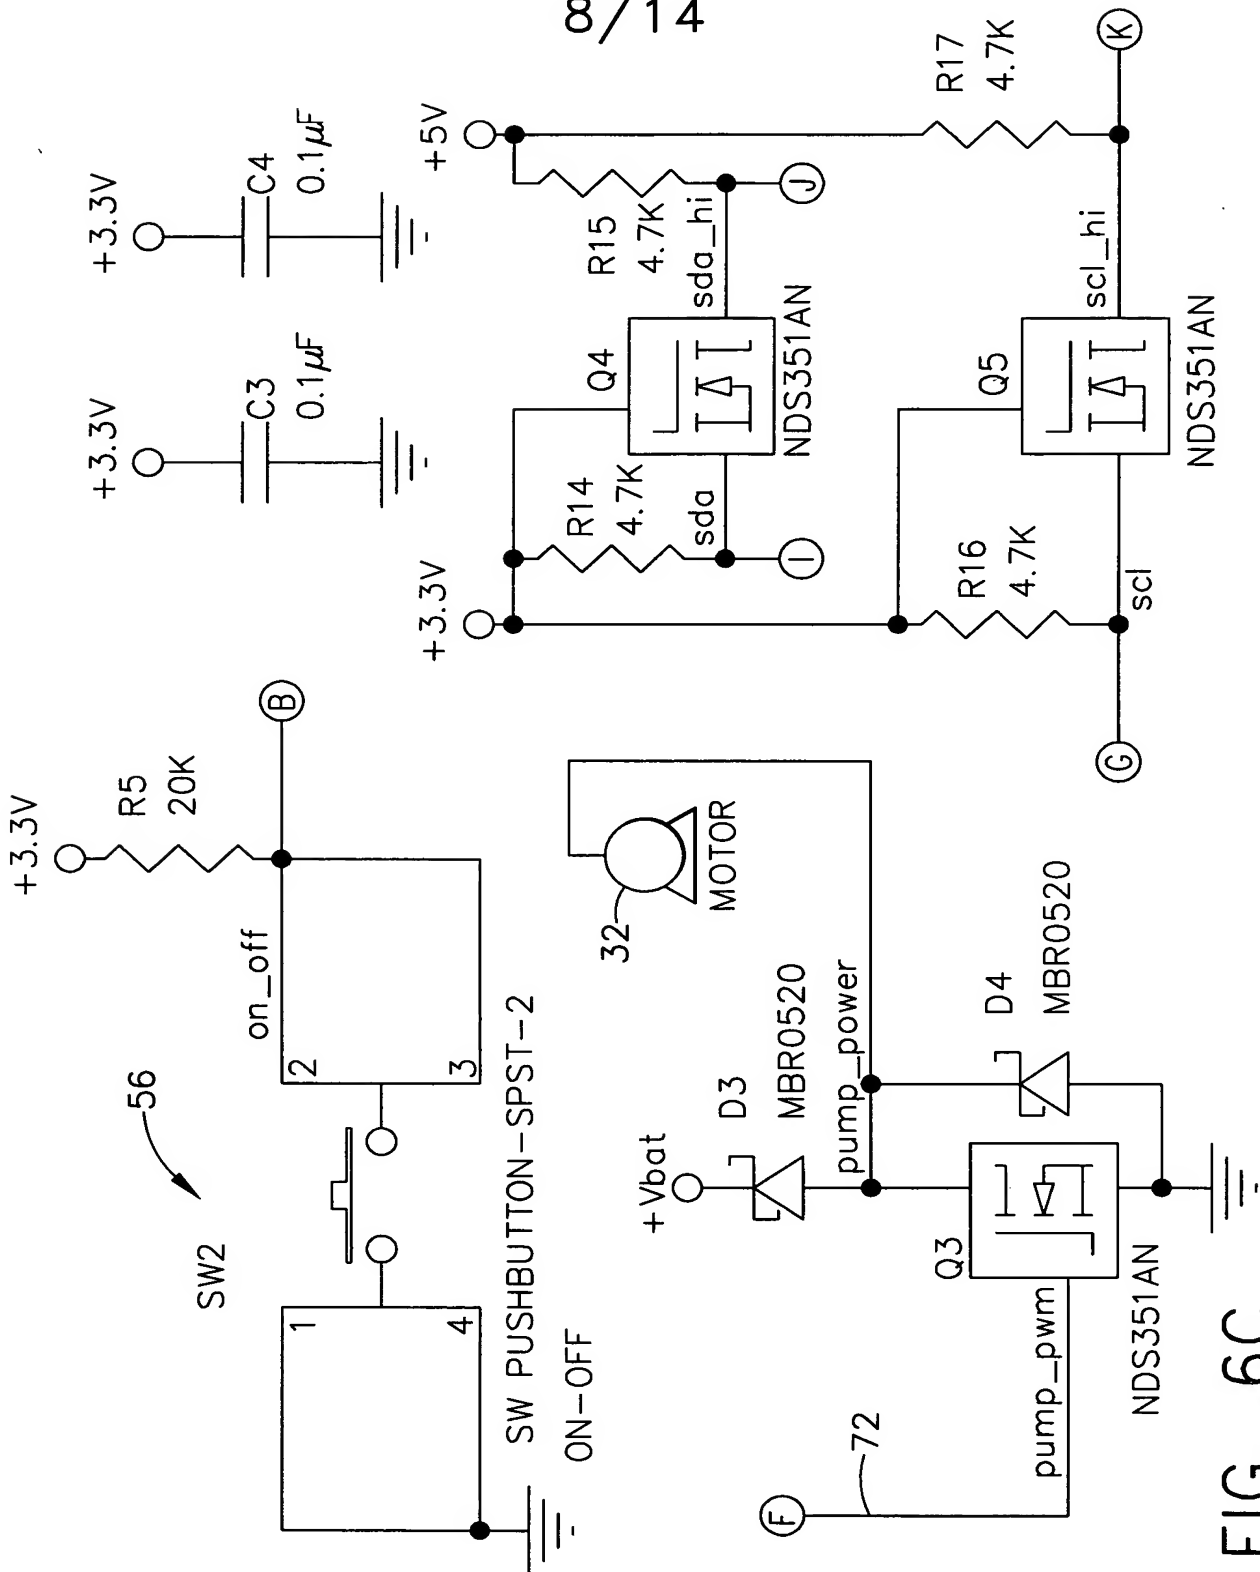 8/14
+3.3V
R5
20K
B
on_off
2
3
56
SW2
1
4
SW PUSHBUTTON-SPST-2
ON-OFF
+3.3V
C3
0.1µF
+3.3V
C4
0.1µF
+3.3V
R14
4.7K
sda
I
Q4
NDS351AN
+5V
R15
4.7K
sda_hi
J
R16
4.7K
scl
G
Q5
NDS351AN
R17
4.7K
scl_hi
K
32
MOTOR
+Vbat
D3
MBR0520
pump_power
D4
MBR0520
Q3
NDS351AN
pump_pwm
72
F
FIG. 6C